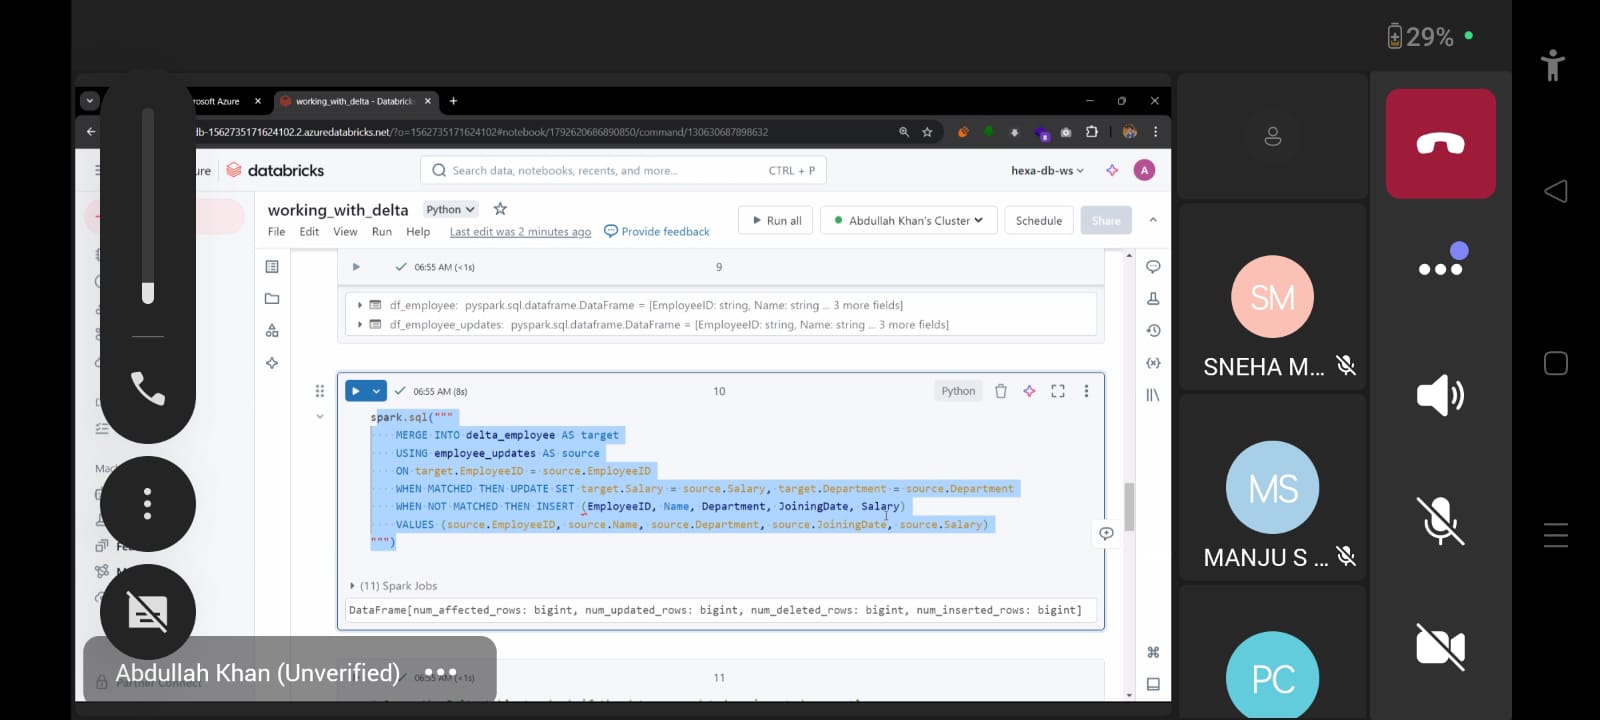 29%
rosoft Azure
working_with_delta - Databrick
db-1562735171624102.2.azuredatabricks.net/?o=1562735171624102#notebook/1792620686890850/command/130630687898632
ure
databricks
Search data, notebooks, recents, and more...
CTRL + P
hexa-db-ws
A
working_with_delta
Python
File Edit View Run Help Last edit was 2 minutes ago Provide feedback
Run all
Abdullah Khan's Cluster
Schedule
Share
06:55 AM (<1s)
9
df_employee: pyspark.sql.dataframe.DataFrame = [EmployeeID: string, Name: string ... 3 more fields]
df_employee_updates: pyspark.sql.dataframe.DataFrame = [EmployeeID: string, Name: string ... 3 more fields]
06:55 AM (8s)
10
Python
spark.sql("""
MERGE INTO delta_employee AS target
USING employee_updates AS source
ON target.EmployeeID = source.EmployeeID
WHEN MATCHED THEN UPDATE SET target.Salary = source.Salary, target.Department = source.Department
WHEN NOT MATCHED THEN INSERT (EmployeeID, Name, Department, JoiningDate, Salary)
VALUES (source.EmployeeID, source.Name, source.Department, source.JoiningDate, source.Salary)
""")
(11) Spark Jobs
DataFrame[num_affected_rows: bigint, num_updated_rows: bigint, num_deleted_rows: bigint, num_inserted_rows: bigint]
06:55 AM (<1s)
11
Abdullah Khan (Unverified)
SM
SNEHA M...
MS
MANJU S ...
PC